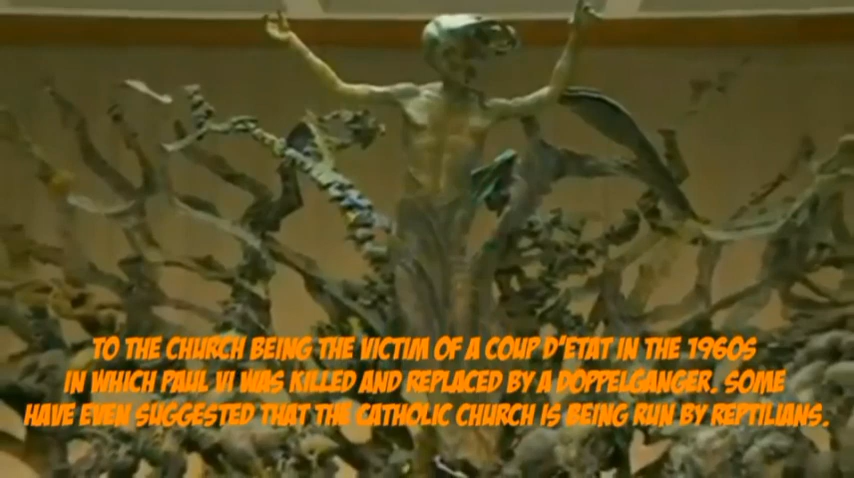 TO THE CHURCH BEING THE VICTIM OF A COUP D'ETAT IN THE 1960S
IN WHICH PAUL VI WAS KILLED AND REPLACED BY A DOPPELGANGER. SOME
HAVE EVEN SUGGESTED THAT THE CATHOLIC CHURCH IS BEING RUN BY REPTILIANS.